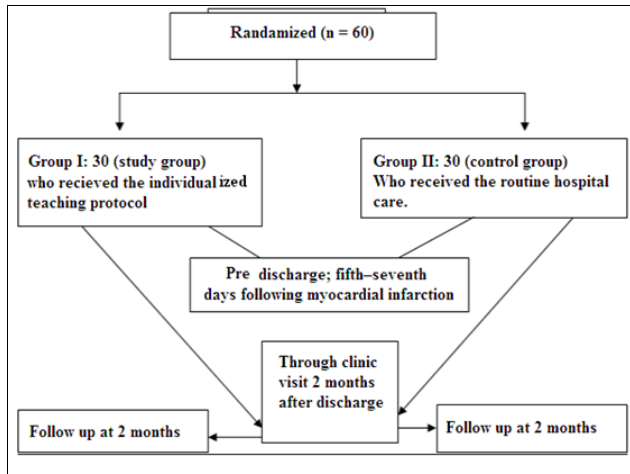 Randamized (n = 60)
Group I: 30 (study group)
who recieved the individualized
teaching protocol
Group II: 30 (control group)
Who received the routine hospital
care.
Pre discharge; fifth–seventh
days following myocardial infarction
Through clinic
visit 2 months
after discharge
Follow up at 2 months
Follow up at 2 months